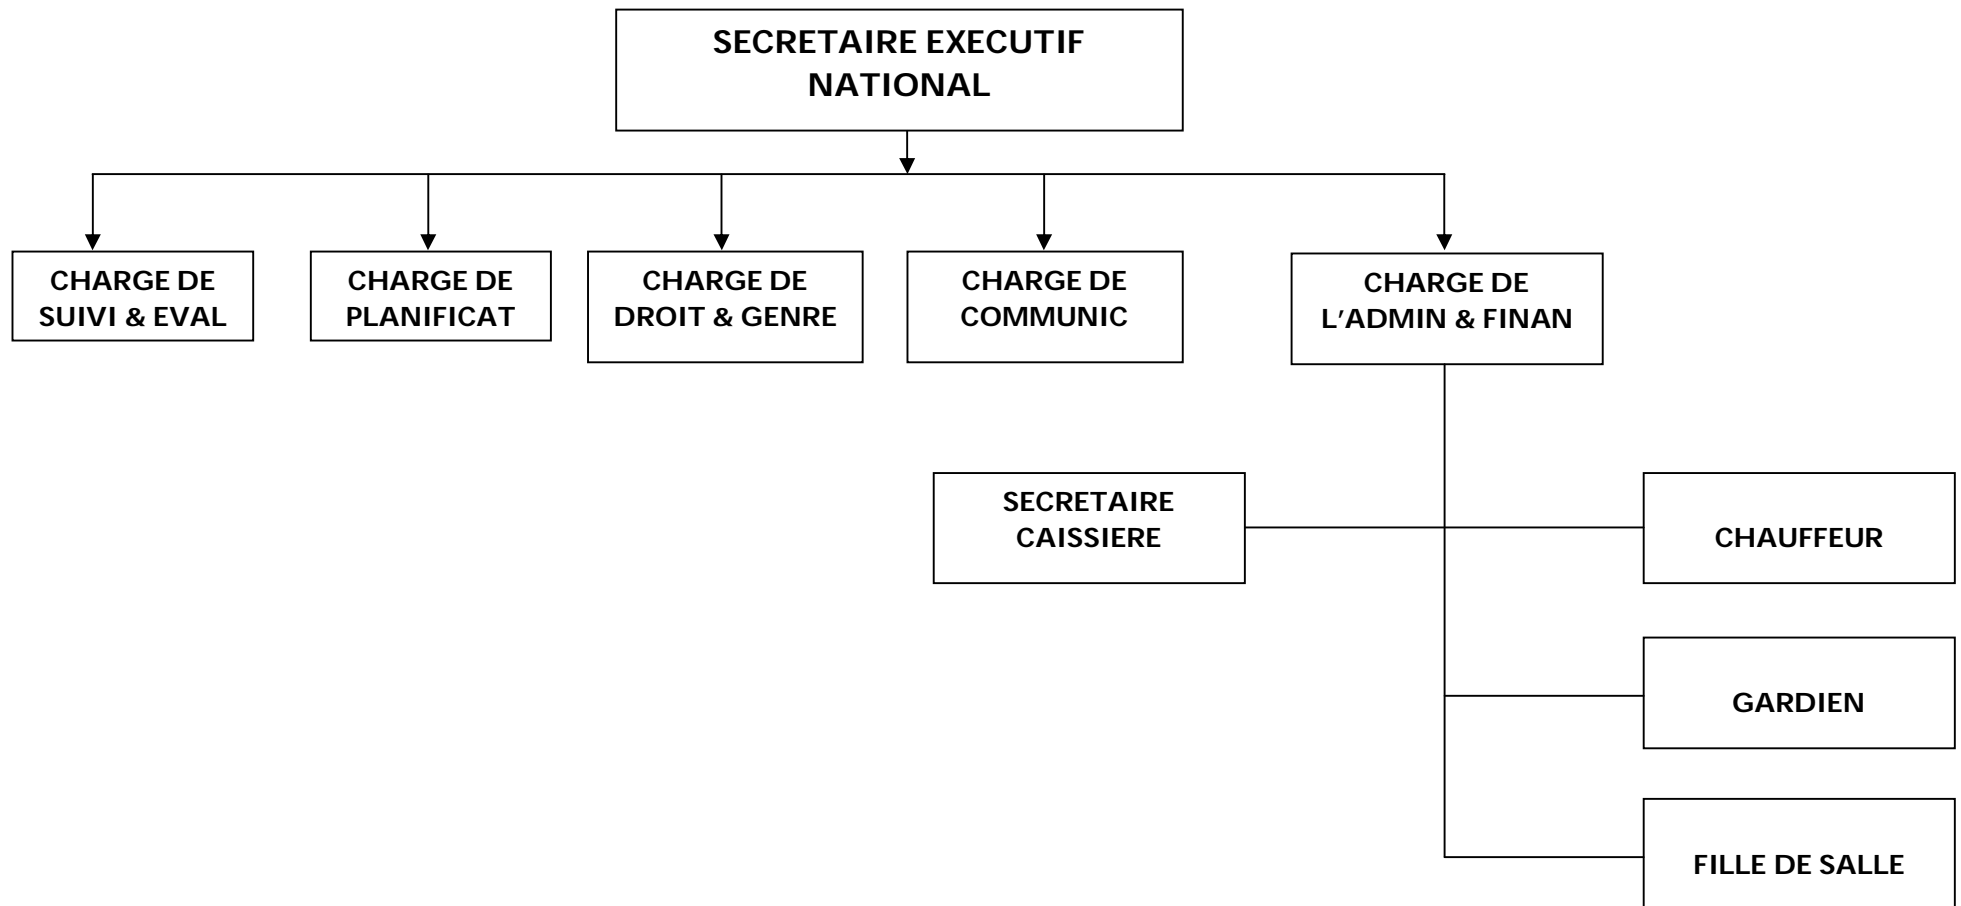 SECRETAIRE EXECUTIF
NATIONAL
CHARGE DE
SUIVI & EVAL
CHARGE DE
PLANIFICAT
CHARGE DE
DROIT & GENRE
CHARGE DE
COMMUNIC
CHARGE DE
L'ADMIN & FINAN
SECRETAIRE
CAISSIERE
CHAUFFEUR
GARDIEN
FILLE DE SALLE